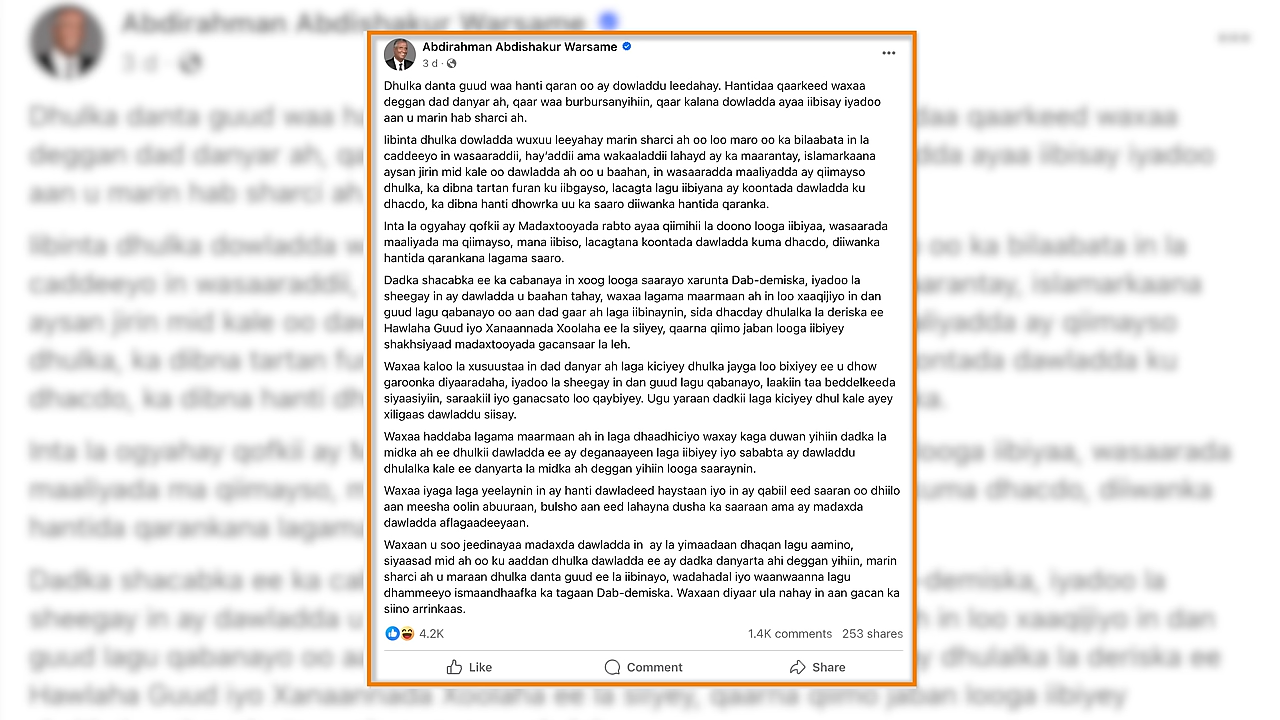 Abdirahman Abdishakur Warsame
3 d
Dhulka danta guud waa hanti qaran oo ay dowladdu leedahay. Hantidaa qaarkeed waxaa
deggan dad danyar ah, qaar waa burbursanyihiin, qaar kalana dowladda ayaa iibisay iyadoo
aan u marin hab sharci ah.
Iibinta dhulka dowladda wuxuu leeyahay marin sharci ah oo loo maro oo ka bilaabata in la
caddeeyo in wasaaraddii, hay'addii ama wakaaladdii lahayd ay ka maarantay, islamarkaana
aysan jirin mid kale oo dawladda ah oo u baahan, in wasaaradda maaliyadda ay qiimayso
dhulka, ka dibna tartan furan ku iibgayso, lacagta lagu iibiyana ay koontada dawladda ku
dhacdo, ka dibna hanti dhowrka uu ka saaro diiwanka hantida qaranka.
Inta la ogyahay qofkii ay Madaxtooyada rabto ayaa qiimihii la doono looga iibiyaa, wasaarada
maaliyada ma qiimayso, mana iibiso, lacagtana koontada dawladda kuma dhacdo, diiwanka
hantida qarankana lagama saaro.
Dadka shacabka ee ka cabanaya in xoog looga saarayo xarunta Dab-demiska, iyadoo la
sheegay in ay dawladda u baahan tahay, waxaa lagama maarmaan ah in loo xaaqijiyo in dan
guud lagu qabanayo oo aan dad gaar ah laga iibinaynin, sida dhacday dhulalka la deriska ee
Hawlaha Guud iyo Xanaannada Xoolaha ee la siiyey, qaarna qiimo jaban looga iibiyey
shakhsiyaad madaxtooyada gacansaar la leh.
Waxaa kaloo la xusuustaa in dad danyar ah laga kiciyey dhulka jayga loo bixiyey ee u dhow
garoonka diyaaradaha, iyadoo la sheegay in dan guud lagu qabanayo, laakiin taa beddelkeeda
siyaasiyiin, saraakiil iyo ganacsato loo qaybiyey. Ugu yaraan dadkii laga kiciyey dhul kale ayey
xiligaas dawladdu siisay.
Waxaa haddaba lagama maarmaan ah in laga dhaadhiciyo waxay kaga duwan yihiin dadka la
midka ah ee dhulkii dawladda ee ay deganaayeen laga iibiyey iyo sababta ay dawladdu
dhulalka kale ee danyarta la midka ah deggan yihiin looga saaraynin.
Waxaa iyaga laga yeelaynin in ay hanti dawladeed haystaan iyo in ay qabiil eed saaran oo dhiilo
aan meesha oolin abuuraan, bulsho aan eed lahayna dusha ka saaraan ama ay madaxda
dawladda aflagaadeeyaan.
Waxaan u soo jeedinayaa madaxda dawladda in ay la yimaadaan dhaqan lagu aamino,
siyaasad mid ah oo ku aaddan dhulka dawladda ee ay dadka danyarta ahi deggan yihiin, marin
sharci ah u maraan dhulka danta guud ee la iibinayo, wadahadal iyo waanwaanna lagu
dhammeeyo ismaandhaafka ka tagaan Dab-demiska. Waxaan diyaar ula nahay in aan gacan ka
siino arrinkaas.
4.2K 1.4K comments 253 shares
Like Comment Share